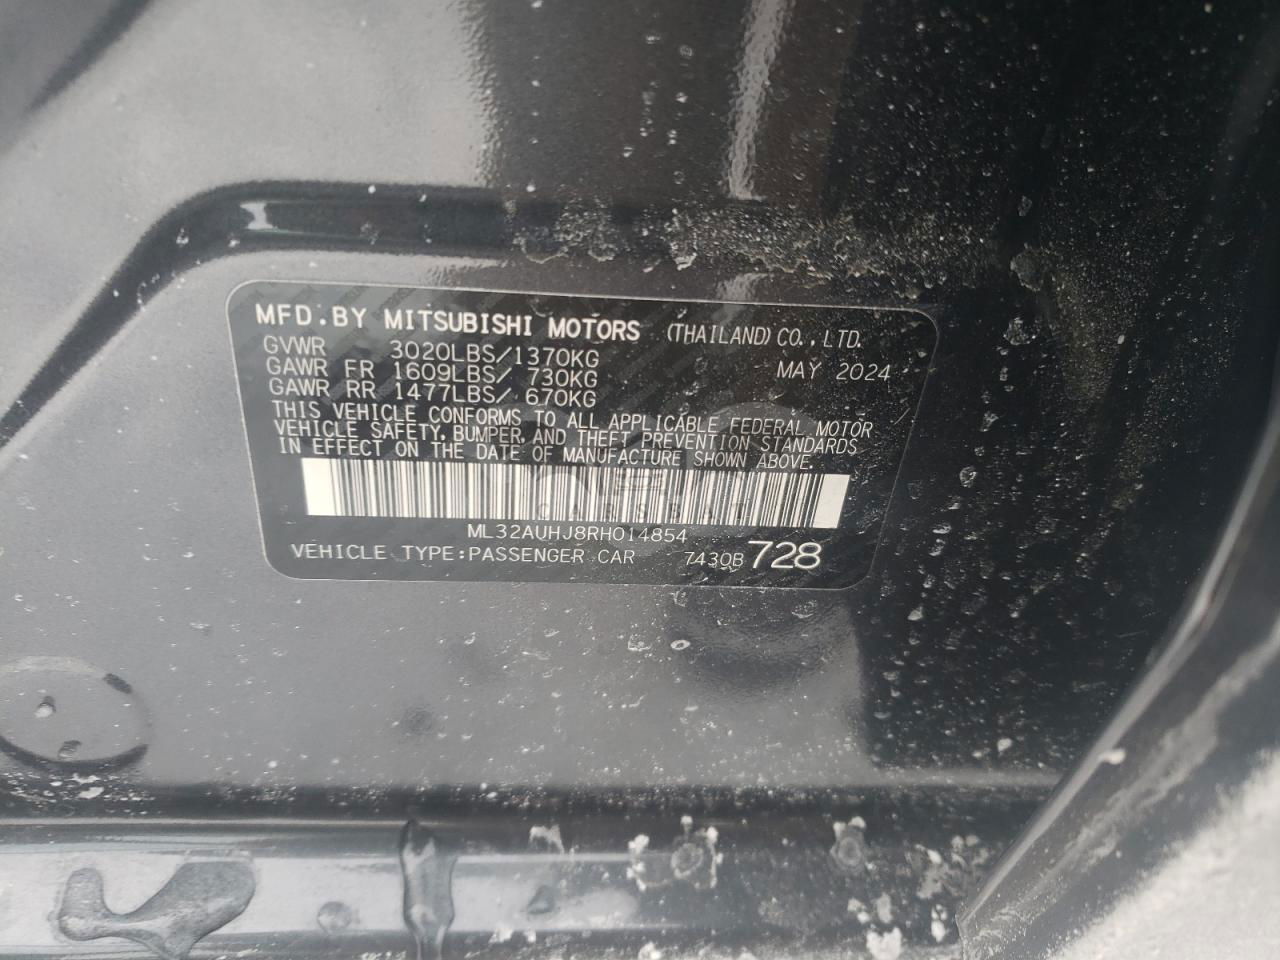 MFD.BY MITSUBISHI MOTORS (THAILAND)CO.,LTD.
GVWR 3020LBS/1370KG
MAY 2024
GAWR FR 1609LBS/ 730KG
GAWR RR 1477LBS/ 670KG
THIS VEHICLE CONFORMS TO ALL APPLICABLE FEDERAL MOTOR
VEHICLE SAFETY, BUMPER, AND THEFT PREVENTION STANDARDS
IN EFFECT ON THE DATE OF MANUFACTURE SHOWN ABOVE.
ML32AUHJ8RH014854
VEHICLE TYPE:PASSENGER CAR 7430B 728